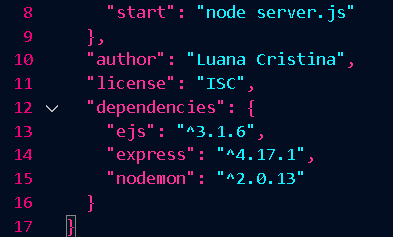 8 "start": "node server.js"
9 },
10 "author": "Luana Cristina",
11 "license": "ISC",
12 "dependencies": {
13 "ejs": "^3.1.6",
14 "express": "^4.17.1",
15 "nodemon": "^2.0.13"
16 }
17 }